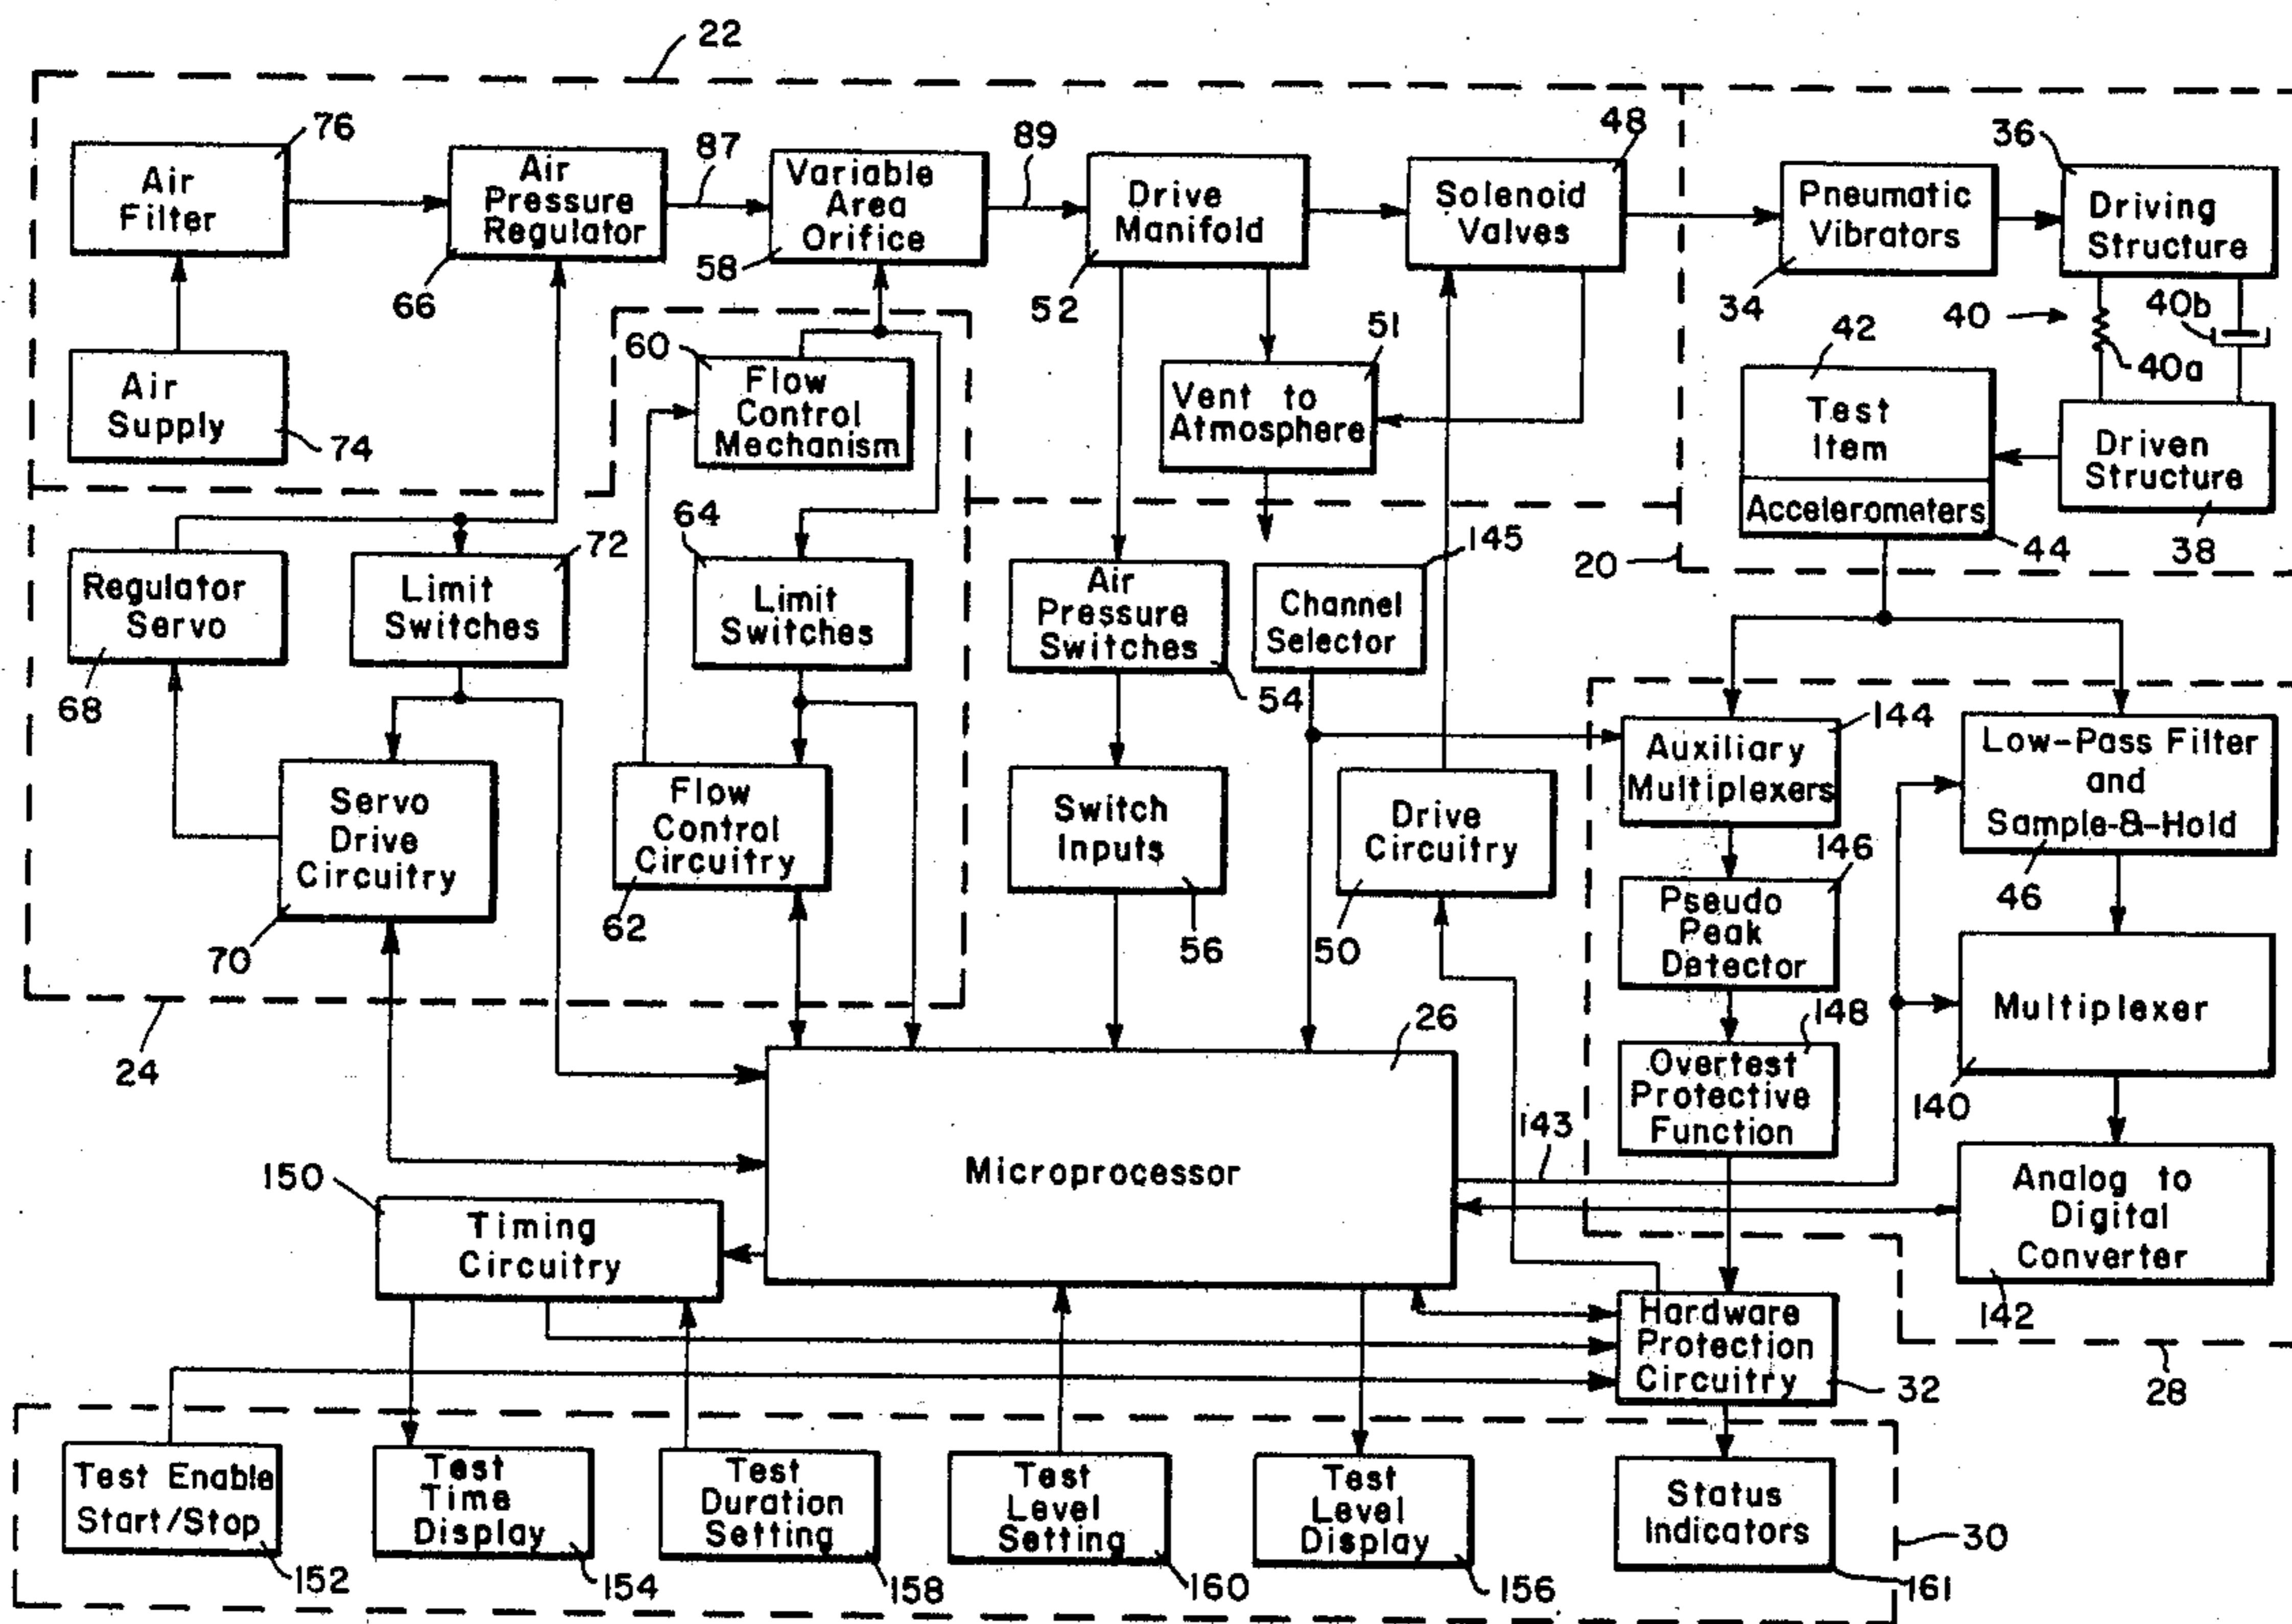 22
76
Air
Filter
Air
Pressure
Regulator
66
87
Variable
Area
Orifice
58
89
Drive
Manifold
52
48
Solenoid
Valves
Pneumatic
Vibrators
34
36
Driving
Structure
40
40b
40a
Air
Supply
74
60
Flow
Control
Mechanism
51
Vent to
Atmosphere
42
Test
Item
Accelerometers
44
Driven
Structure
38
20
Regulator
Servo
68
72
Limit
Switches
64
Limit
Switches
Air
Pressure
Switches
54
145
Channel
Selector
Servo
Drive
Circuitry
70
Flow
Control
Circuitry
62
Switch
Inputs
56
Drive
Circuitry
50
144
Auxiliary
Multiplexers
Low-Pass Filter
and
Sample-&-Hold
46
146
Pseudo
Peak
Detector
Multiplexer
140
148
Overtest
Protective
Function
24
26
Microprocessor
143
Analog to
Digital
Converter
142
150
Timing
Circuitry
Hardware
Protection
Circuitry
32
28
Test Enable
Start/Stop
152
Test
Time
Display
154
Test
Duration
Setting
158
Test
Level
Setting
160
Test
Level
Display
156
Status
Indicators
161
30